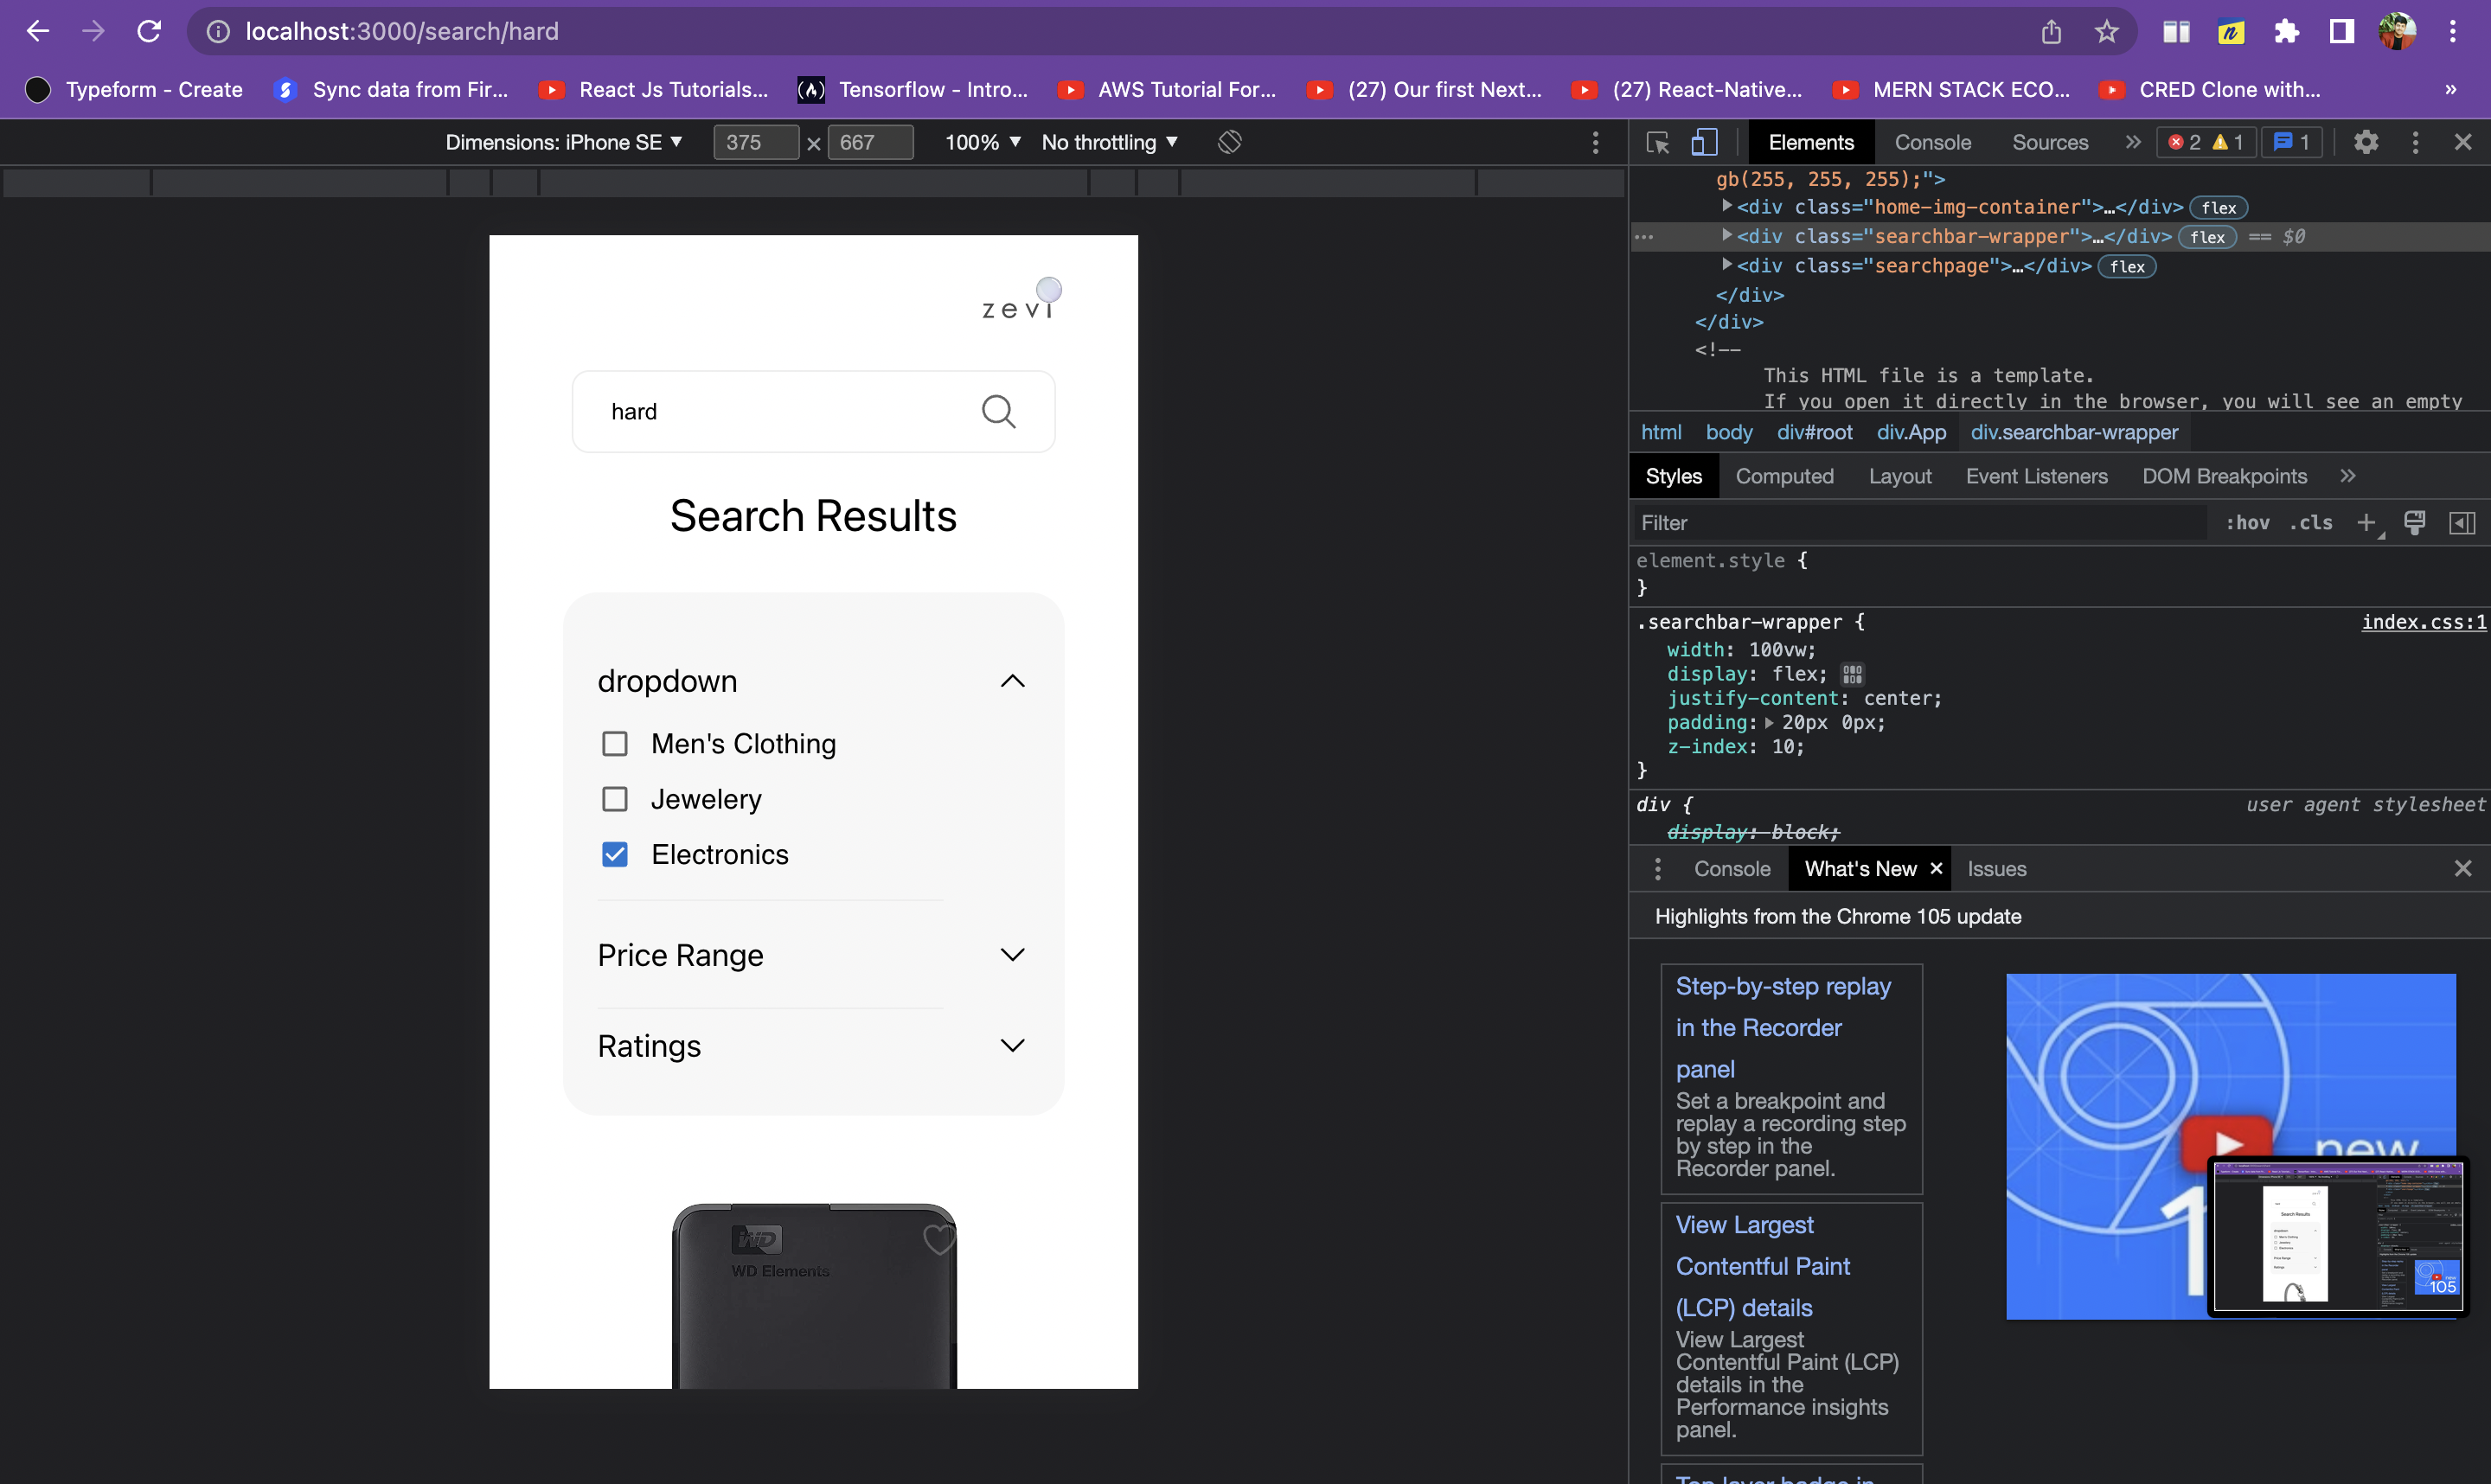 localhost:3000/search/hard
Typeform - Create
Sync data from Fir...
React Js Tutorials...
Tensorflow - Intro...
AWS Tutorial For...
(27) Our first Next...
(27) React-Native...
MERN STACK ECO...
CRED Clone with...
»
Dimensions: iPhone SE ▼
375 × 667
100% ▼
No throttling ▼
zevi
hard
Search Results
dropdown
Men's Clothing
Jewelery
Electronics
Price Range
Ratings
WD
WD Elements
Elements
Console
Sources
»
2
1
1
gb(255, 255, 255);">
<div class="home-img-container">…</div> flex
<div class="searchbar-wrapper">…</div> flex == $0
<div class="searchpage">…</div> flex
</div>
</div>
<!--
This HTML file is a template.
If you open it directly in the browser, you will see an empty
html body div#root div.App div.searchbar-wrapper
Styles Computed Layout Event Listeners DOM Breakpoints »
Filter
:hov .cls +
element.style {
}
.searchbar-wrapper { index.css:1
width: 100vw;
display: flex;
justify-content: center;
padding: 20px 0px;
z-index: 10;
}
div { user agent stylesheet
display: block;
Console What's New × Issues
Highlights from the Chrome 105 update
Step-by-step replay
in the Recorder
panel
Set a breakpoint and
replay a recording step
by step in the
Recorder panel.
View Largest
Contentful Paint
(LCP) details
View Largest
Contentful Paint (LCP)
details in the
Performance insights
panel.
Top layer badge in
new
1
Search Results
105